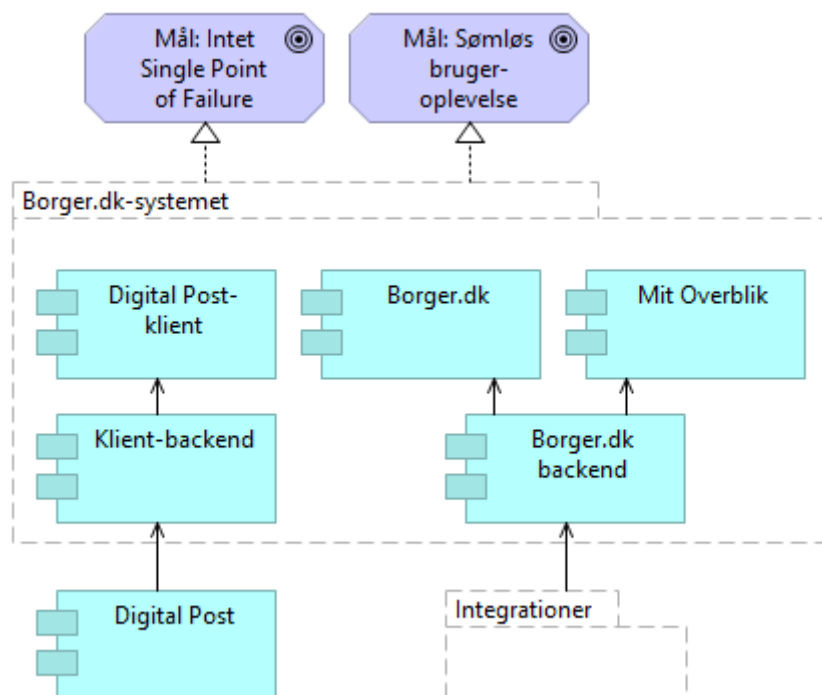 Mål: Intet
Single Point
of Failure
Mål: Sømløs
bruger-
oplevelse
Borger.dk-systemet
Digital Post-
klient
Borger.dk
Mit Overblik
Klient-backend
Borger.dk
backend
Digital Post
Integrationer